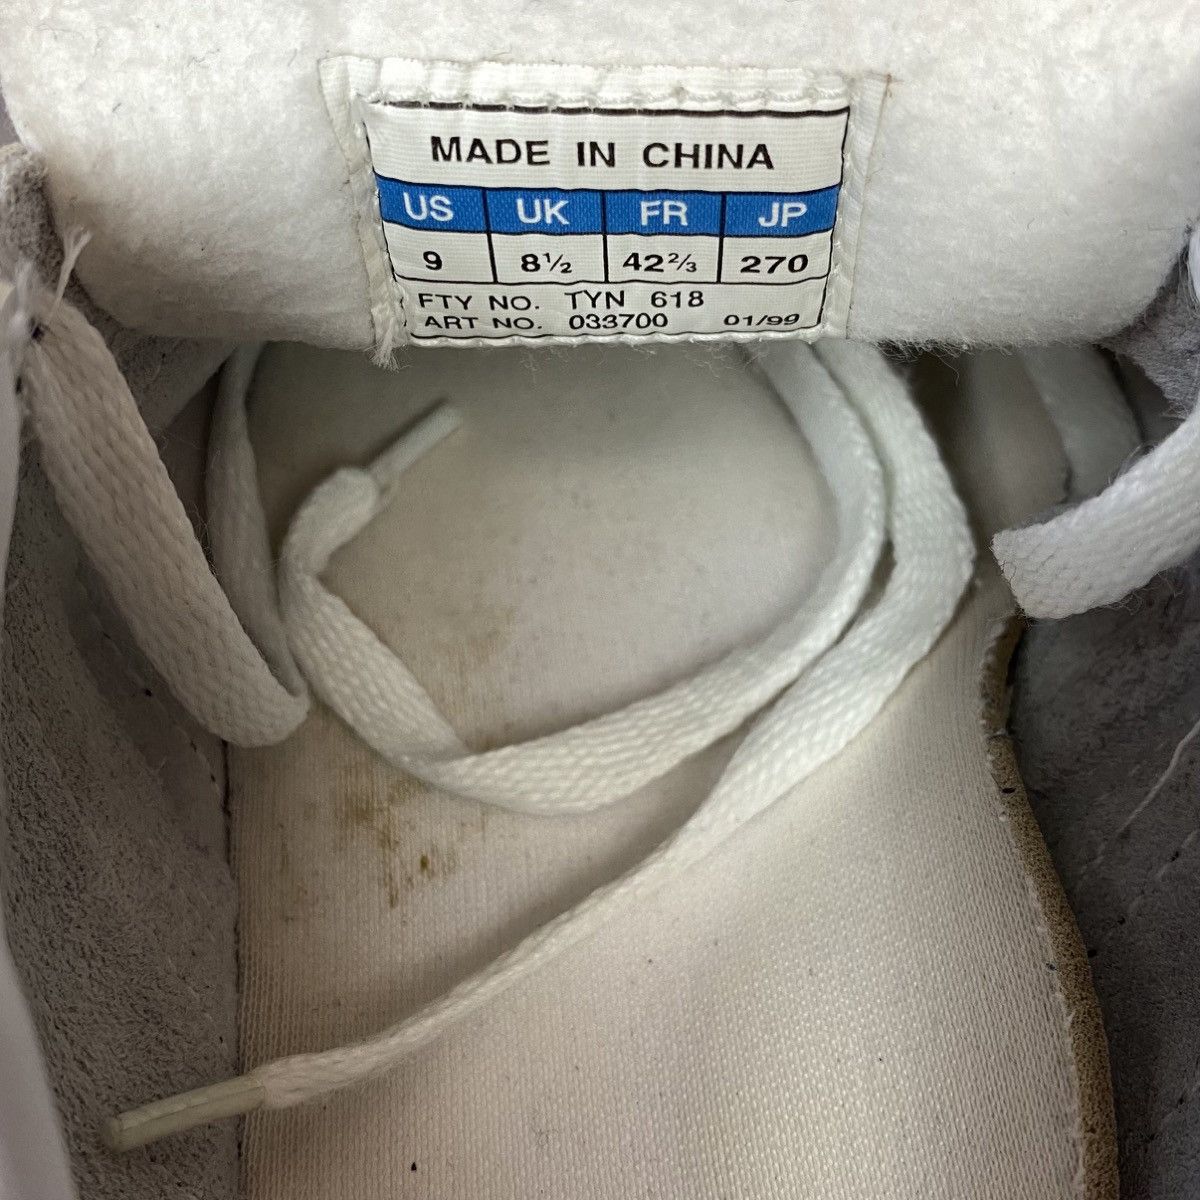 MADE IN CHINA
US UK FR JP
9 8½ 42⅔ 270
FTY NO. TYN 618
ART NO. 033700 01/99